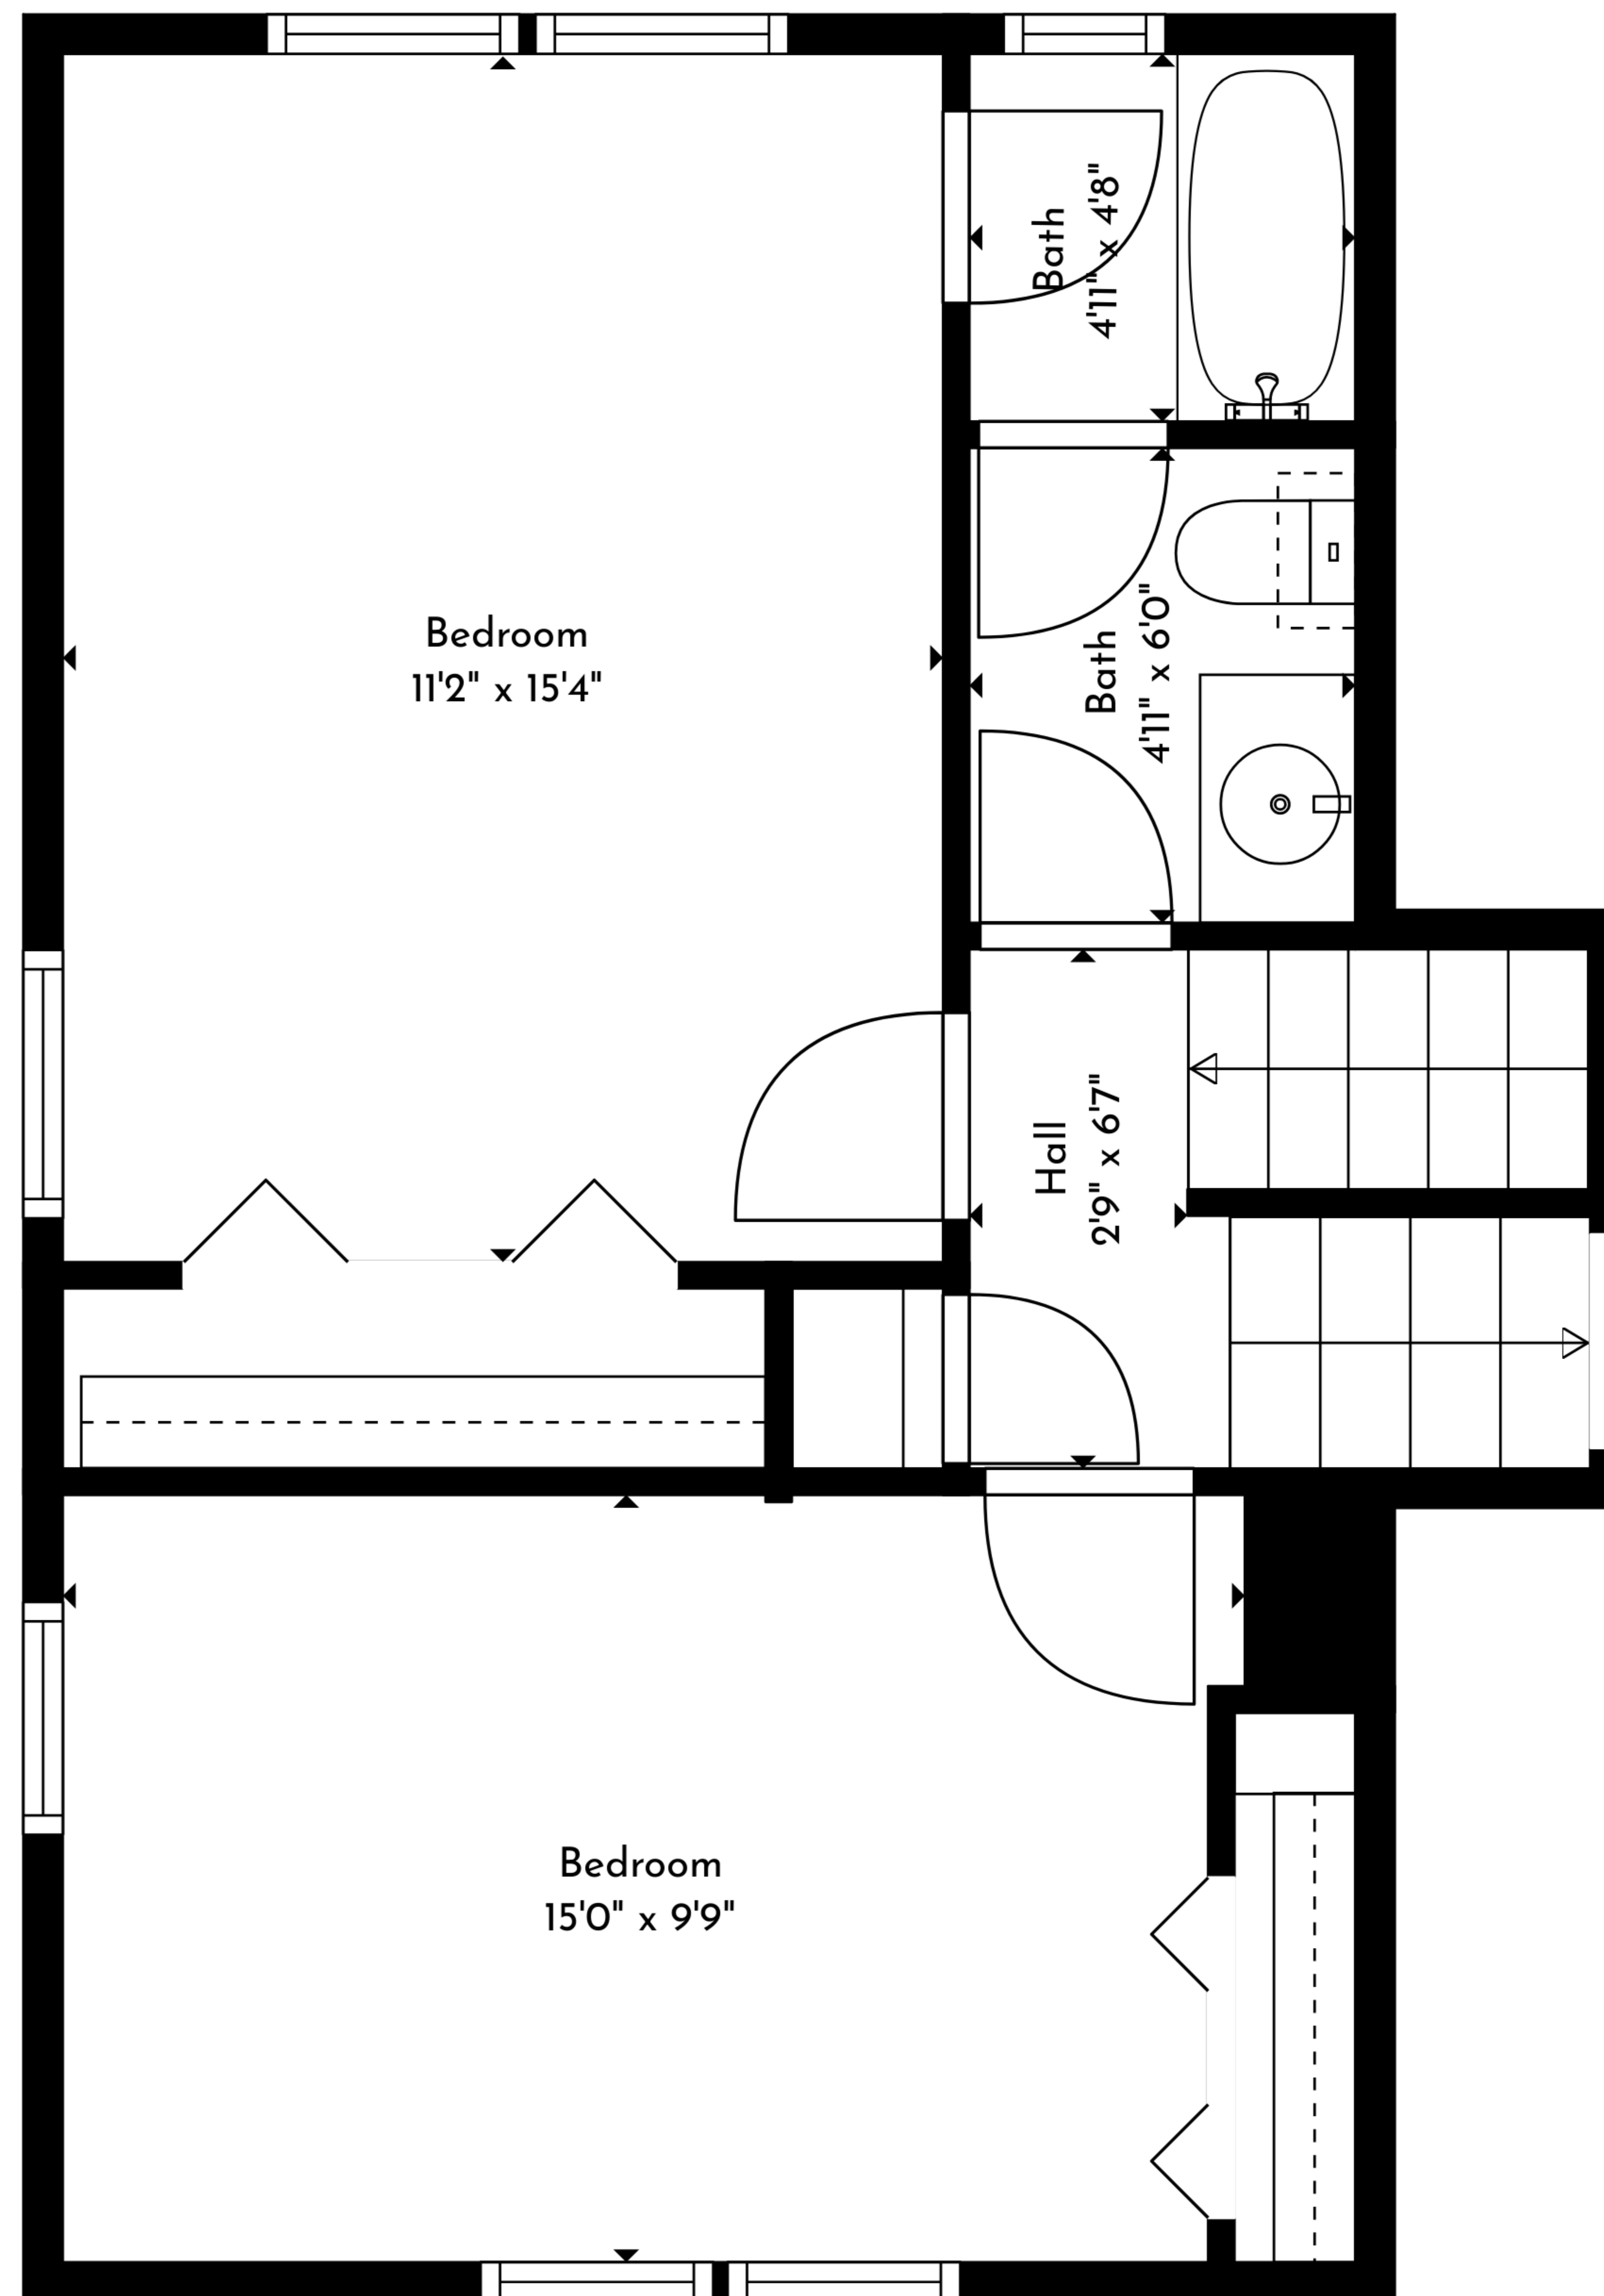 Bath
4'11" x 4'8"
Bedroom
11'2" x 15'4"
Bath
4'11" x 6'0"
Hall
2'9" x 6'7"
Bedroom
15'0" x 9'9"